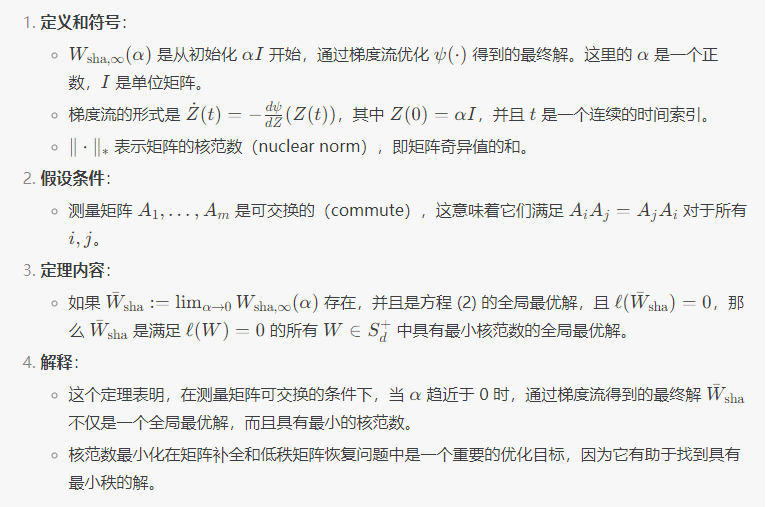 1. 定义和符号：
◦ $W_{\text{sha},\infty}(\alpha)$ 是从初始化 $\alpha I$ 开始，通过梯度流优化 $\psi(\cdot)$ 得到的最终解。这里的 $\alpha$ 是一个正
数，$I$ 是单位矩阵。
◦ 梯度流的形式是 $\dot{Z}(t) = -\frac{d\psi}{dZ}(Z(t))$，其中 $Z(0) = \alpha I$，并且 $t$ 是一个连续的时间索引。
◦ $\|\cdot\|_*$ 表示矩阵的核范数（nuclear norm），即矩阵奇异值的和。
2. 假设条件：
◦ 测量矩阵 $A_1, \ldots, A_m$ 是可交换的（commute），这意味着它们满足 $A_i A_j = A_j A_i$ 对于所有
$i, j$。
3. 定理内容：
◦ 如果 $\bar{W}_{\text{sha}} := \lim_{\alpha \to 0} W_{\text{sha},\infty}(\alpha)$ 存在，并且是方程 (2) 的全局最优解，且 $\ell(\bar{W}_{\text{sha}}) = 0$，那
么 $\bar{W}_{\text{sha}}$ 是满足 $\ell(W) = 0$ 的所有 $W \in S_d^+$ 中具有最小核范数的全局最优解。
4. 解释：
◦ 这个定理表明，在测量矩阵可交换的条件下，当 $\alpha$ 趋近于 0 时，通过梯度流得到的最终解 $\bar{W}_{\text{sha}}$
不仅是一个全局最优解，而且具有最小的核范数。
◦ 核范数最小化在矩阵补全和低秩矩阵恢复问题中是一个重要的优化目标，因为它有助于找到具有
最小秩的解。